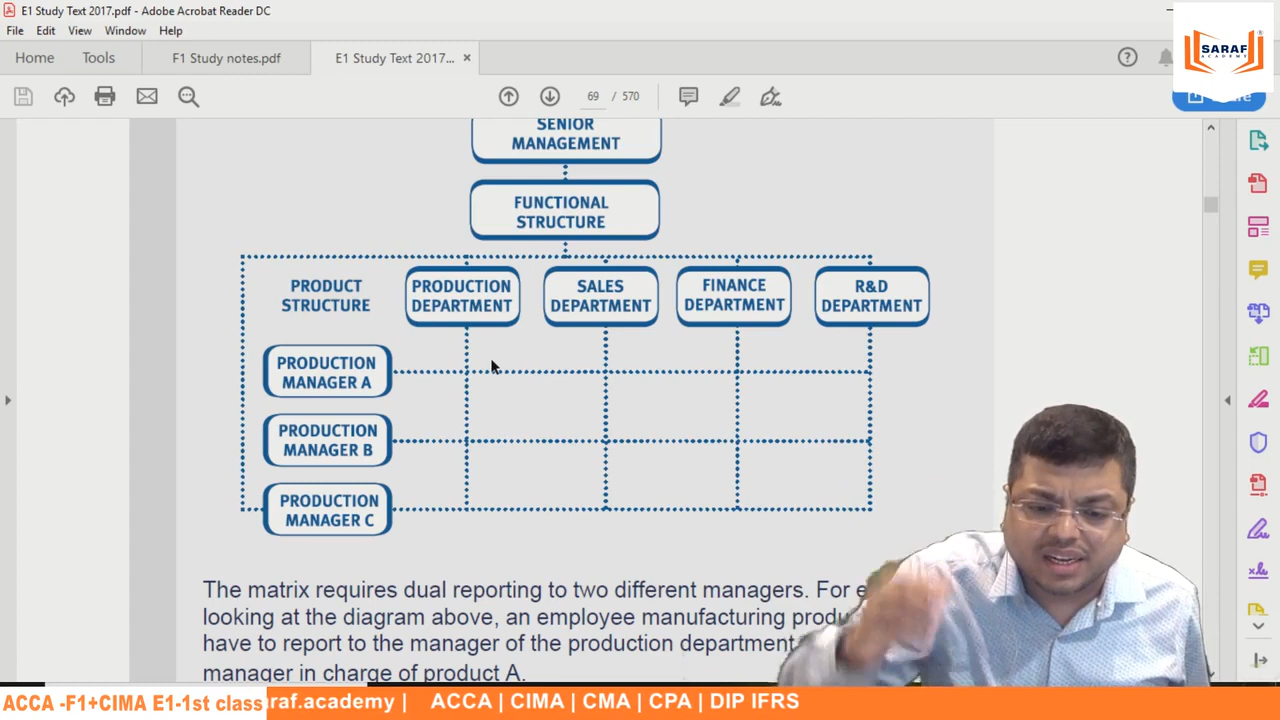 E1 Study Text 2017.pdf - Adobe Acrobat Reader DC
File Edit View Window Help
Home Tools F1 Study notes.pdf E1 Study Text 2017... ×
69 / 570
SARAF
ACADEMY
SENIOR
MANAGEMENT
FUNCTIONAL
STRUCTURE
PRODUCT
STRUCTURE
PRODUCTION
DEPARTMENT
SALES
DEPARTMENT
FINANCE
DEPARTMENT
R&D
DEPARTMENT
PRODUCTION
MANAGER A
PRODUCTION
MANAGER B
PRODUCTION
MANAGER C
The matrix requires dual reporting to two different managers. For
looking at the diagram above, an employee manufacturing
have to report to the manager of the production department
manager in charge of product A.
ACCA -F1+CIMA E1-1st class
saraf.academy | ACCA | CIMA | CMA | CPA | DIP IFRS